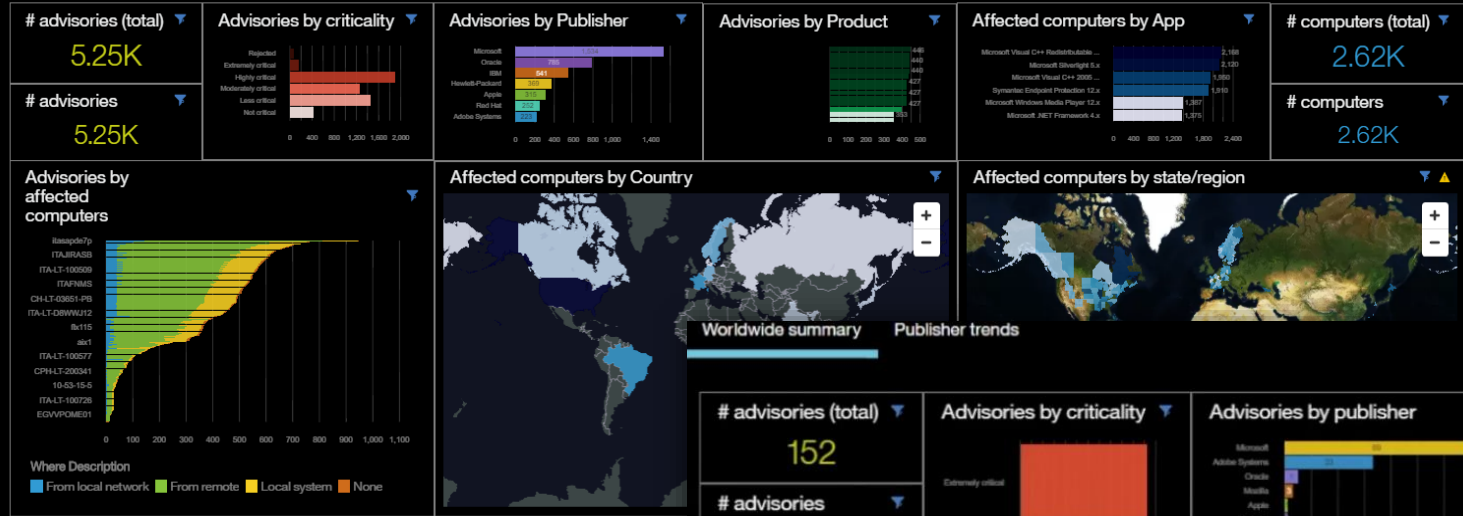 # advisories (total)
5.25K
# advisories
5.25K
Advisories by criticality
Rejected
Extremely critical
Highly critical
Moderately critical
Less critical
Not critical
0 400 800 1,200 1,600 2,000
Advisories by Publisher
Microsoft
Oracle 785
IBM 541
Hewlett-Packard 369
Apple 315
Red Hat 252
Adobe Systems 223
0 200 400 600 800 1,000 1,400
Advisories by Product
448
440
440
427
427
353
0 100 200 300 400 500
Affected computers by App
Microsoft Visual C++ Redistributable ... 2,168
Microsoft Silverlight 5.x 2,120
Microsoft Visual C++ 2005 ... 1,950
Symantec Endpoint Protection 12.x 1,910
Microsoft Windows Media Player 12.x 1,387
Microsoft .NET Framework 4.x 1,375
0 400 800 1,200 1,600 2,400
# computers (total)
2.62K
# computers
2.62K
Advisories by
affected
computers
ITAJIRASB
ITA-LT-100509
ITAFNMS
CH-LT-03651-PB
ITA-LT-D8WWJ12
flx115
aix1
ITA-LT-100577
CPH-LT-200341
10-53-15-5
ITA-LT-100726
EGVVPOME01
0 100 200 300 400 500 600 700 800 900 1,000 1,100
Where Description
From local network From remote Local system None
Affected computers by Country
+
−
Affected computers by state/region
+
−
Worldwide summary Publisher trends
# advisories (total)
152
# advisories
Advisories by criticality
Extremely critical
Advisories by publisher
Microsoft
Adobe Systems 33
Oracle
Mozilla 3
Apple